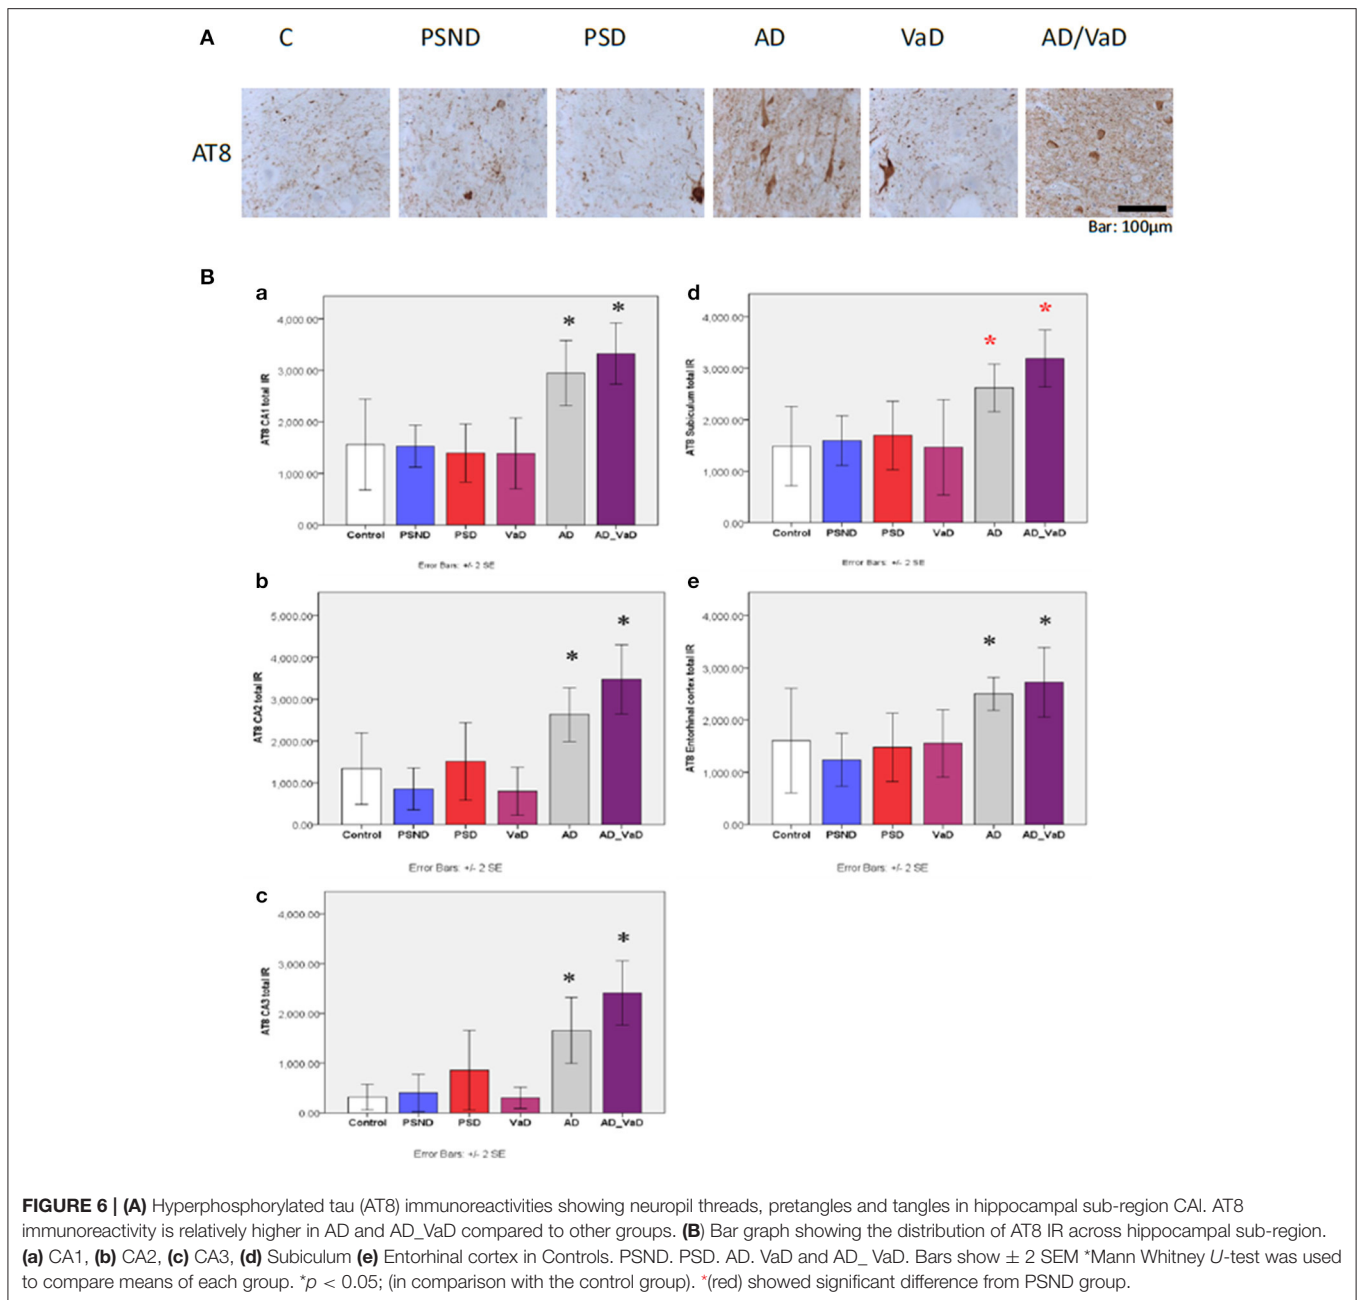 A
C PSND PSD AD VaD AD/VaD
AT8
Bar: 100µm
B
a
4,000.00
3,000.00
2,000.00
1,000.00
0.00
AT8 CA1 total IR
* *
Control PSND PSD VaD AD AD_VaD
Error Bars: +/- 2 SE
d
4,000.00
3,000.00
2,000.00
1,000.00
0.00
AT8 Subiculum total IR
* *
Control PSND PSD VaD AD AD_VaD
Error Bars: +/- 2 SE
b
5,000.00
4,000.00
3,000.00
2,000.00
1,000.00
0.00
AT8 CA2 total IR
* *
Control PSND PSD VaD AD AD_VaD
Error Bars: +/- 2 SE
e
4,000.00
3,000.00
2,000.00
1,000.00
0.00
AT8 Entorhinal cortex total IR
* *
Control PSND PSD VaD AD AD_VaD
Error Bars: +/- 2 SE
c
4,000.00
3,000.00
2,000.00
1,000.00
0.00
AT8 CA3 total IR
* *
Control PSND PSD VaD AD AD_VaD
Error Bars: +/- 2 SE
FIGURE 6 | (A) Hyperphosphorylated tau (AT8) immunoreactivities showing neuropil threads, pretangles and tangles in hippocampal sub-region CAI. AT8
immunoreactivity is relatively higher in AD and AD_VaD compared to other groups. (B) Bar graph showing the distribution of AT8 IR across hippocampal sub-region.
(a) CA1, (b) CA2, (c) CA3, (d) Subiculum (e) Entorhinal cortex in Controls. PSND. PSD. AD. VaD and AD_ VaD. Bars show ± 2 SEM *Mann Whitney U-test was used
to compare means of each group. *p < 0.05; (in comparison with the control group). *(red) showed significant difference from PSND group.